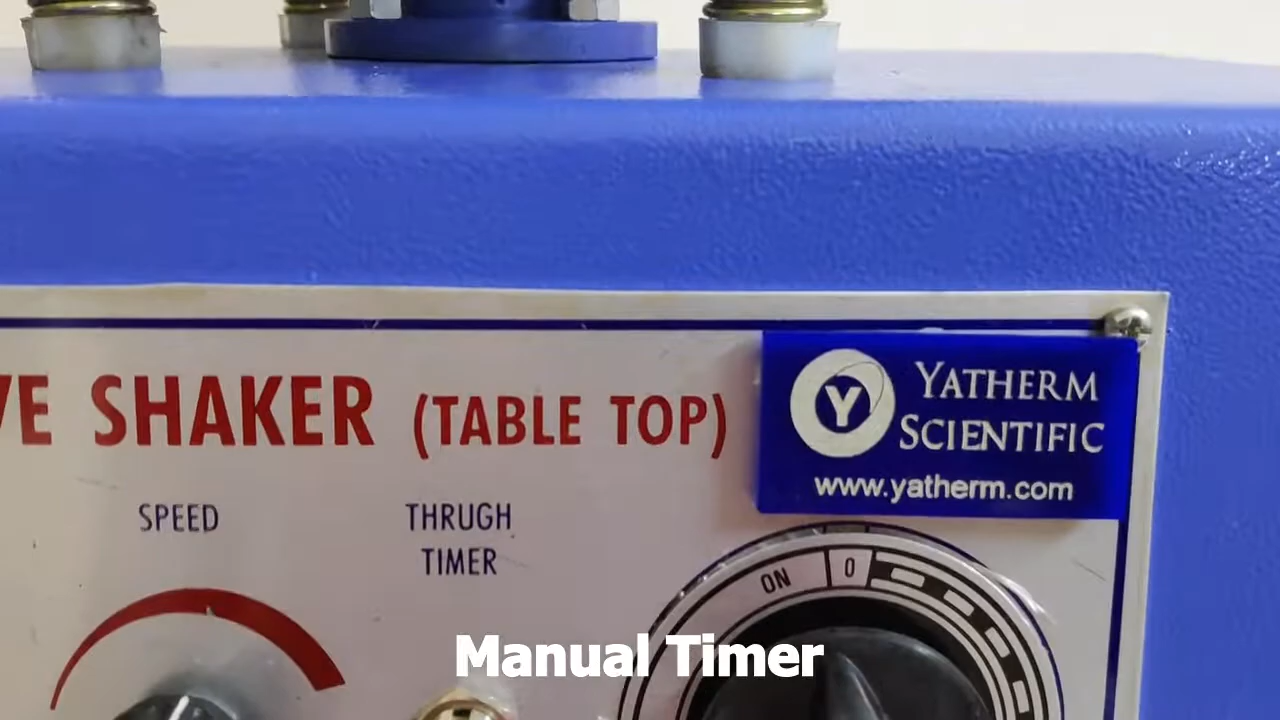 VE SHAKER (TABLE TOP)
Y
YATHERM
SCIENTIFIC
www.yatherm.com
SPEED
THRUGH
TIMER
ON
0
Manual Timer